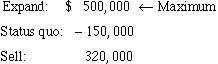 Expand: $ 500,000 ← Maximum
Status quo: – 150,000
Sell: 320,000